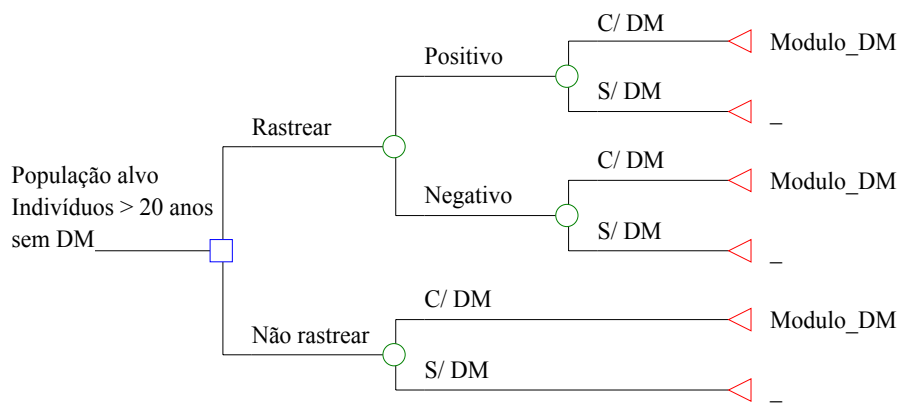 C/ DM
Modulo_DM
Positivo
S/ DM
_
Rastrear
C/ DM
Modulo_DM
População alvo
Indivíduos > 20 anos
sem DM
Negativo
S/ DM
_
C/ DM
Modulo_DM
Não rastrear
S/ DM
_